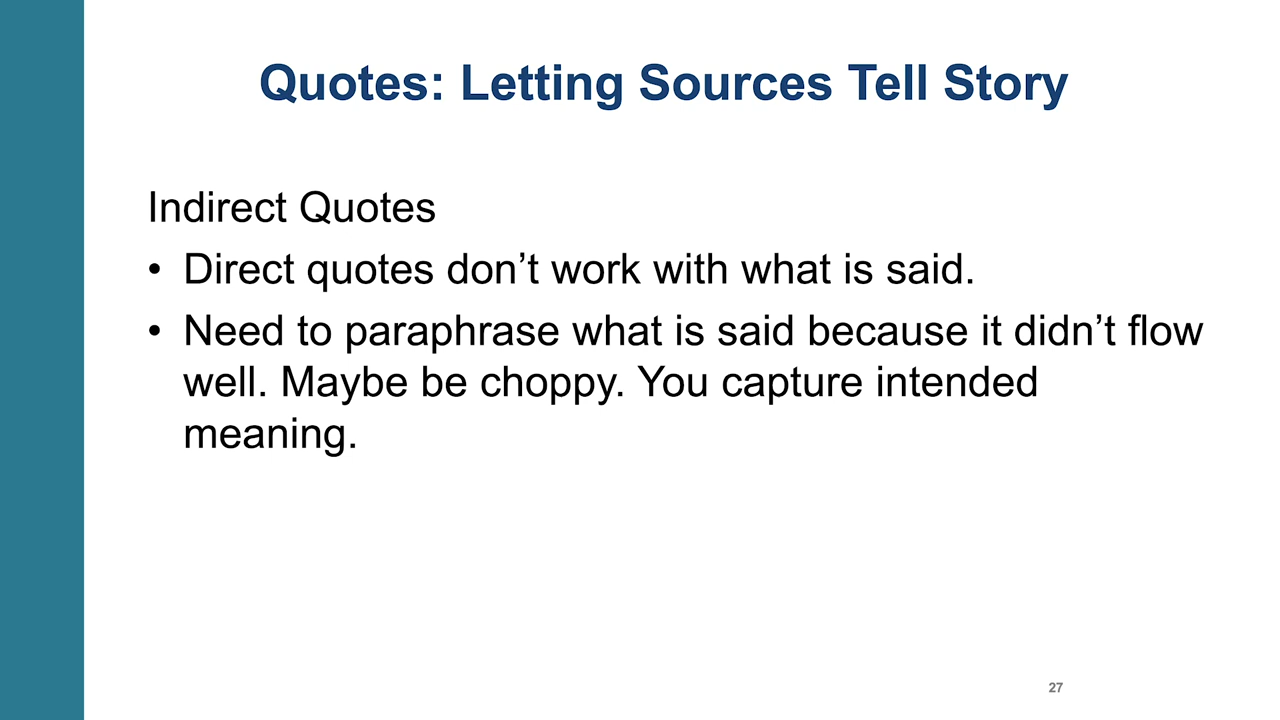 Quotes: Letting Sources Tell Story
Indirect Quotes
• Direct quotes don’t work with what is said.
• Need to paraphrase what is said because it didn’t flow
well. Maybe be choppy. You capture intended
meaning.
27